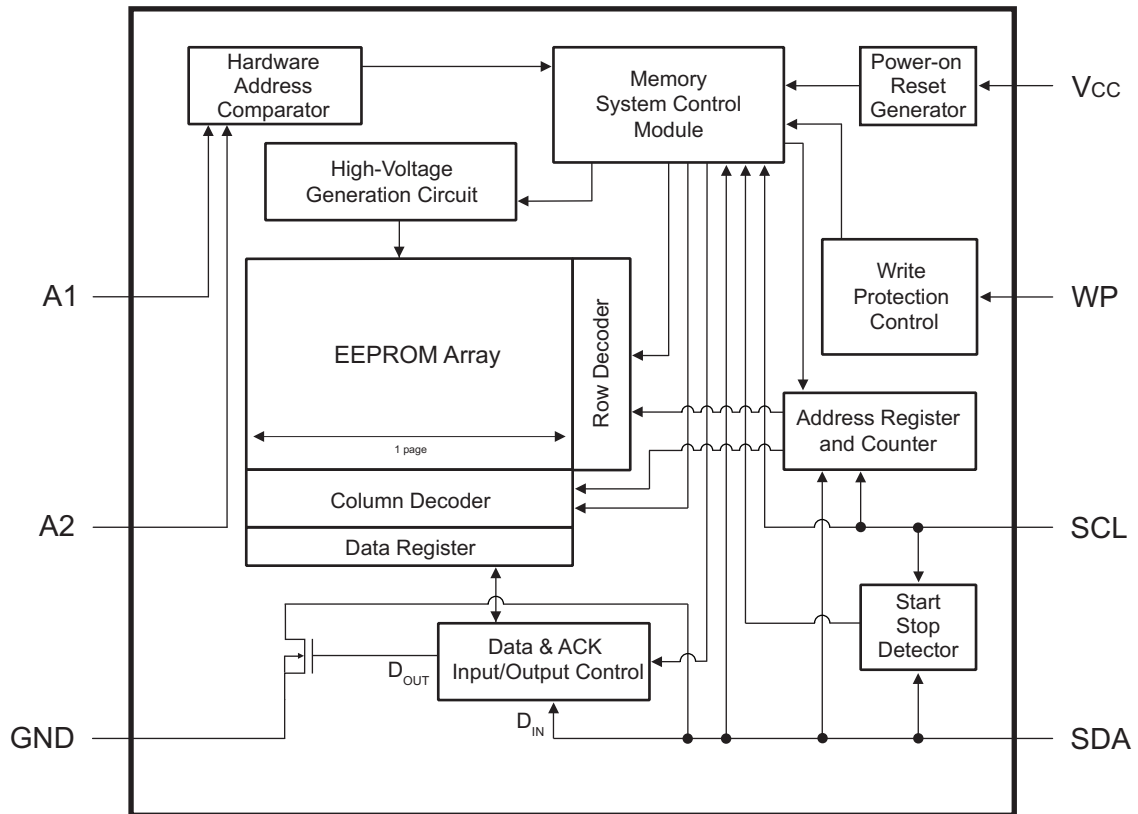 Hardware
Address
Comparator
Memory
System Control
Module
Power-on
Reset
Generator
VCC
High-Voltage
Generation Circuit
A1
EEPROM Array
Row Decoder
Write
Protection
Control
WP
1 page
Address Register
and Counter
Column Decoder
A2
SCL
Data Register
Start
Stop
Detector
Data & ACK
Input/Output Control
DOUT
DIN
GND
SDA